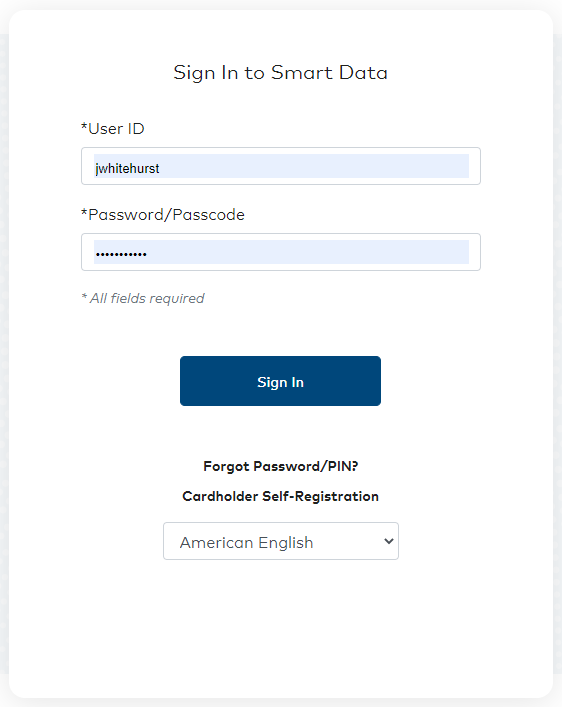 Sign In to Smart Data
*User ID
jwhitehurst
*Password/Passcode
•••••••••••
* All fields required
Sign In
Forgot Password/PIN?
Cardholder Self-Registration
American English